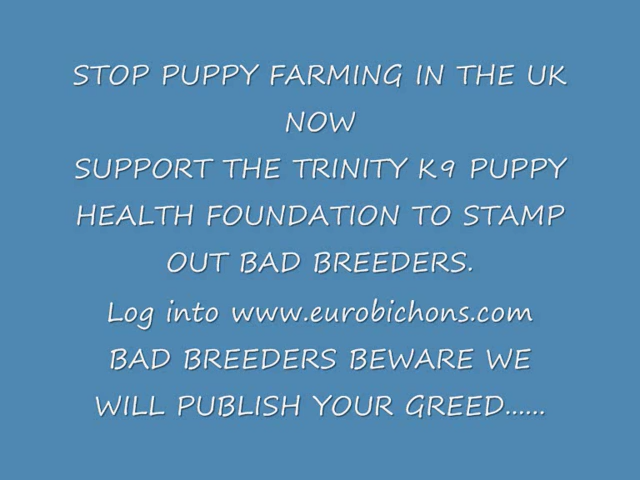 STOP PUPPY FARMING IN THE UK
NOW
SUPPORT THE TRINITY K9 PUPPY
HEALTH FOUNDATION TO STAMP
OUT BAD BREEDERS.
Log into www.eurobichons.com
BAD BREEDERS BEWARE WE
WILL PUBLISH YOUR GREED......